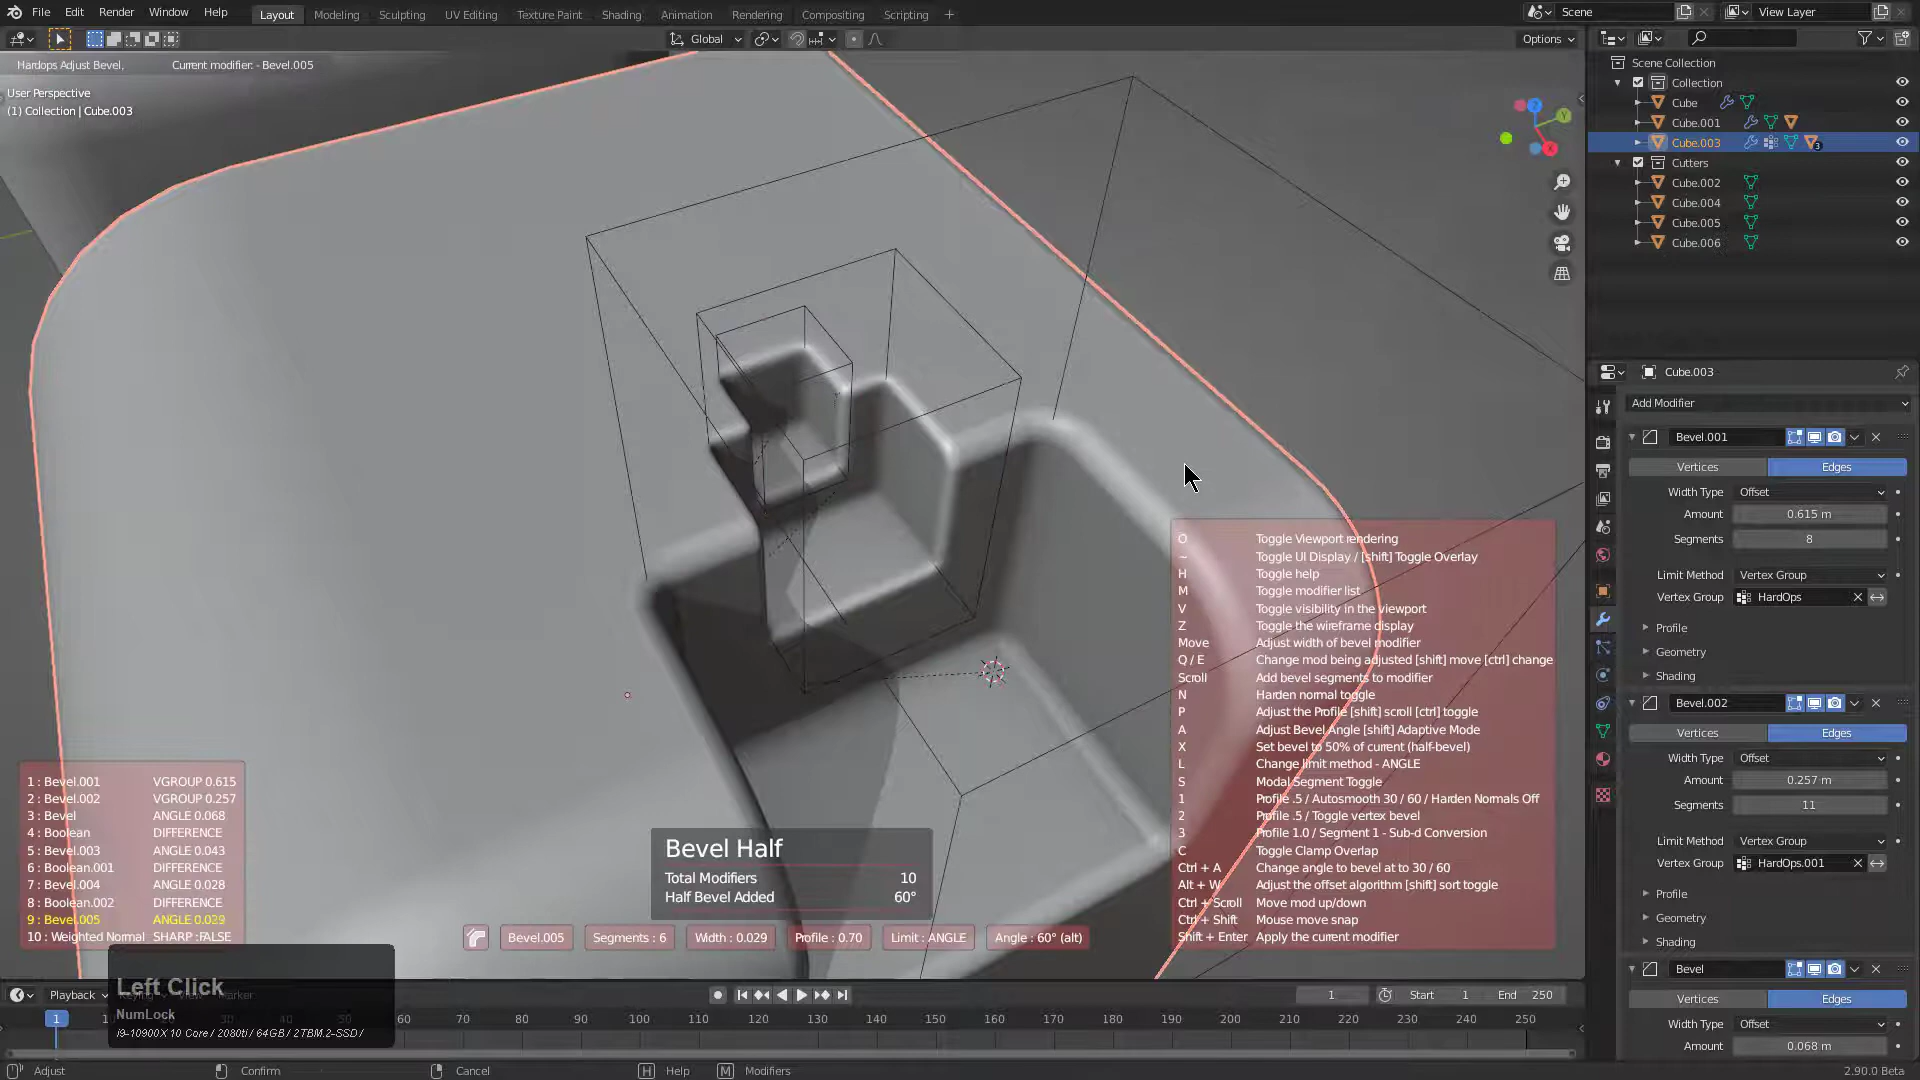 File Edit Render Window Help Layout Modeling Sculpting UV Editing Texture Paint Shading Animation Rendering Compositing Scripting + Scene View Layer
Global Options
Hardops Adjust Bevel, Current modifier: - Bevel.005
User Perspective
(1) Collection | Cube.003
Scene Collection
Collection
Cube
Cube.001
Cube.003 3
Cutters
Cube.002
Cube.004
Cube.005
Cube.006
Cube.003
Add Modifier
Bevel.001
Vertices Edges
Width Type Offset
Amount 0.615 m
Segments 8
Limit Method Vertex Group
Vertex Group HardOps
Profile
Geometry
Shading
Bevel.002
Vertices Edges
Width Type Offset
Amount 0.257 m
Segments 11
Limit Method Vertex Group
Vertex Group HardOps.001
Profile
Geometry
Shading
Bevel
Vertices Edges
Width Type Offset
Amount 0.068 m
Z Y X
O Toggle Viewport rendering
~ Toggle UI Display / [shift] Toggle Overlay
H Toggle help
M Toggle modifier list
V Toggle visibility in the viewport
Z Toggle the wireframe display
Move Adjust width of bevel modifier
Q / E Change mod being adjusted [shift] move [ctrl] change
Scroll Add bevel segments to modifier
N Harden normal toggle
P Adjust the Profile [shift] scroll [ctrl] toggle
A Adjust Bevel Angle [shift] Adaptive Mode
X Set bevel to 50% of current (half-bevel)
L Change limit method - ANGLE
S Modal Segment Toggle
1 Profile .5 / Autosmooth 30 / 60 / Harden Normals Off
2 Profile .5 / Toggle vertex bevel
3 Profile 1.0 / Segment 1 - Sub-d Conversion
C Toggle Clamp Overlap
Ctrl + A Change angle to bevel at to 30 / 60
Alt + W Adjust the offset algorithm [shift] sort toggle
Ctrl + Scroll Move mod up/down
Ctrl + Shift Mouse move snap
Shift + Enter Apply the current modifier
1 : Bevel.001 VGROUP 0.615
2 : Bevel.002 VGROUP 0.257
3 : Bevel ANGLE 0.068
4 : Boolean DIFFERENCE
5 : Bevel.003 ANGLE 0.043
6 : Boolean.001 DIFFERENCE
7 : Bevel.004 ANGLE 0.028
8 : Boolean.002 DIFFERENCE
9 : Bevel.005 ANGLE 0.029
10 : Weighted Normal SHARP :FALSE
Bevel Half
Total Modifiers 10
Half Bevel Added 60°
Bevel.005 Segments : 6 Width : 0.029 Profile : 0.70 Limit : ANGLE Angle : 60° (alt)
Playback Keying View Marker 1 Start 1 End 250
Left Click
NumLock
i9-10900X 10 Core / 2080ti / 64GB / 2TBM.2-SSD /
1 60 70 80 90 100 110 120 130 140 150 160 170 180 190 200 210 220 230 240 250
Adjust Confirm Cancel H Help M Modifiers 2.90.0 Beta